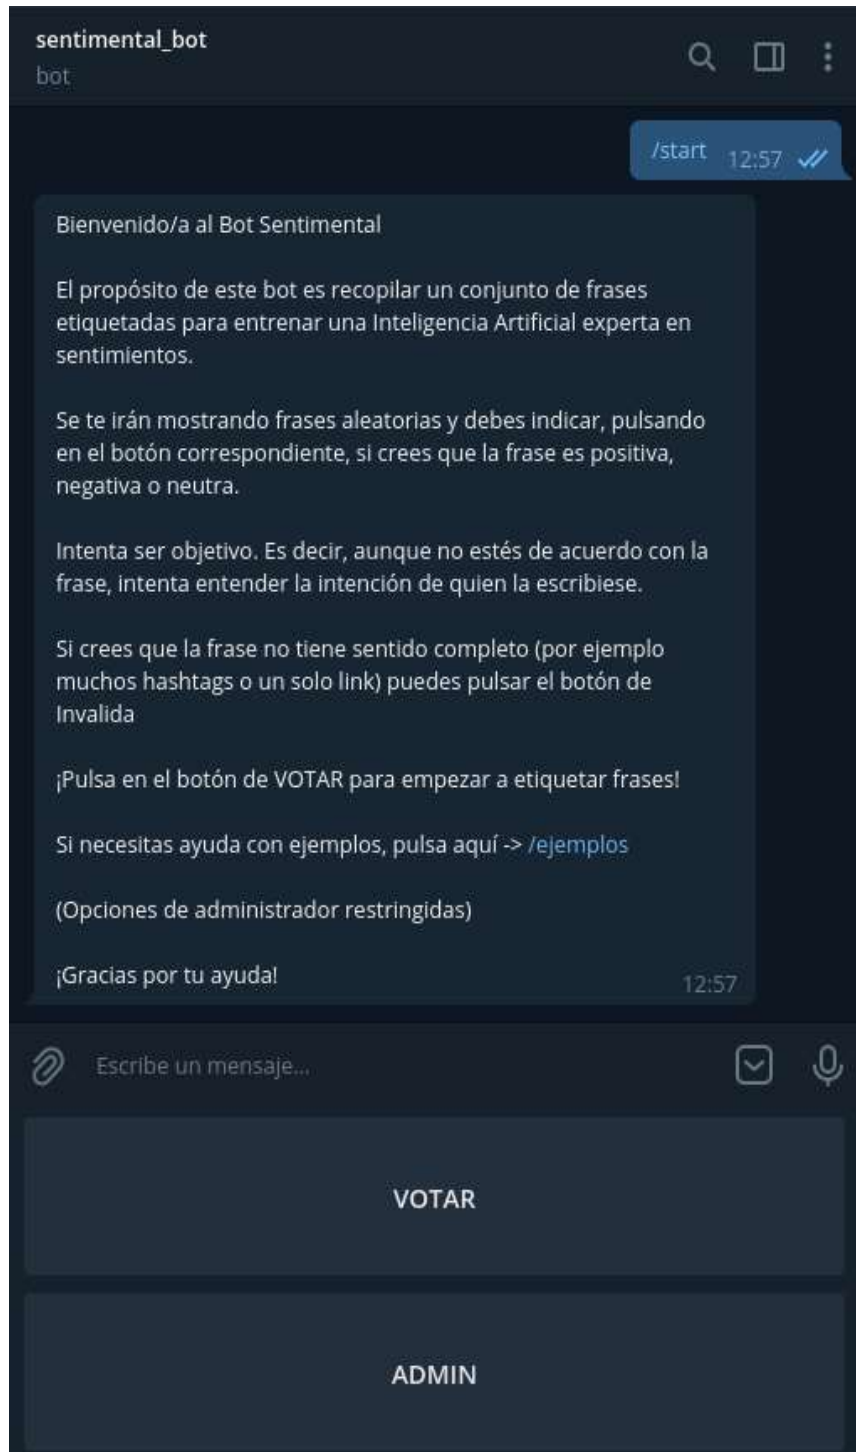 sentimental_bot
bot
/start 12:57
Bienvenido/a al Bot Sentimental
El propósito de este bot es recopilar un conjunto de frases
etiquetadas para entrenar una Inteligencia Artificial experta en
sentimientos.
Se te irán mostrando frases aleatorias y debes indicar, pulsando
en el botón correspondiente, si crees que la frase es positiva,
negativa o neutra.
Intenta ser objetivo. Es decir, aunque no estés de acuerdo con la
frase, intenta entender la intención de quien la escribiese.
Si crees que la frase no tiene sentido completo (por ejemplo
muchos hashtags o un solo link) puedes pulsar el botón de
Invalida
¡Pulsa en el botón de VOTAR para empezar a etiquetar frases!
Si necesitas ayuda con ejemplos, pulsa aquí -> /ejemplos
(Opciones de administrador restringidas)
¡Gracias por tu ayuda! 12:57
Escribe un mensaje...
VOTAR
ADMIN